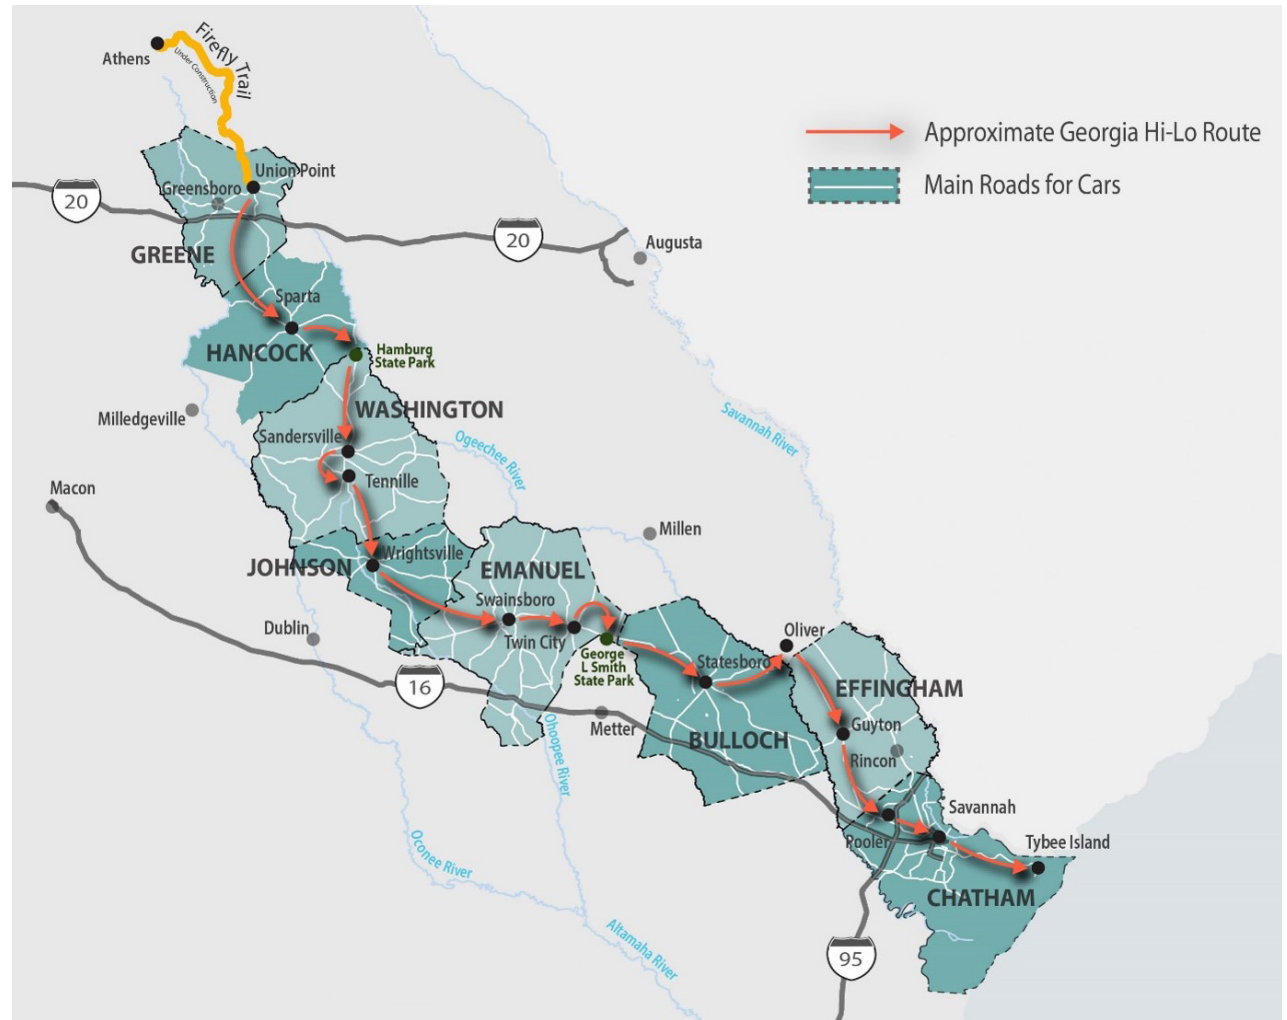 Firefly Trail
Under Construction
Athens
Approximate Georgia Hi-Lo Route
Union Point
Greensboro
Main Roads for Cars
20
20
Augusta
GREENE
Sparta
HANCOCK
Hamburg
State Park
WASHINGTON
Milledgeville
Savannah River
Sandersville
Ogeechee River
Tennille
Macon
Millen
Wrightsville
JOHNSON
EMANUEL
Swainsboro
Dublin
Twin City
Oliver
George
L Smith
State Park
Statesboro
16
EFFINGHAM
Metter
Guyton
BULLOCH
Ohoopee River
Rincon
Savannah
Pooler
Tybee Island
Oconee River
CHATHAM
Altamaha River
95